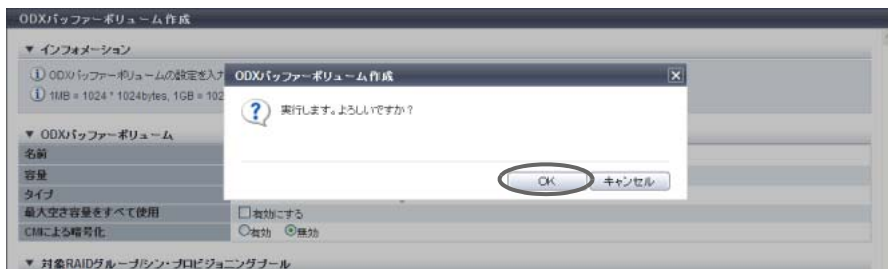 ODXバッファーボリューム作成
▼ インフォメーション
ODXバッファーボリュームの設定を入
1MB = 1024 * 1024bytes, 1GB = 102
ODXバッファーボリューム作成
実行します。よろしいですか?
OK
キャンセル
▼ ODXバッファーボリューム
名前
容量
タイプ
最大空き容量をすべて使用 有効にする
CMによる暗号化 有効 無効
▼ 対象RAIDグループ/シン・プロビジョニングプール